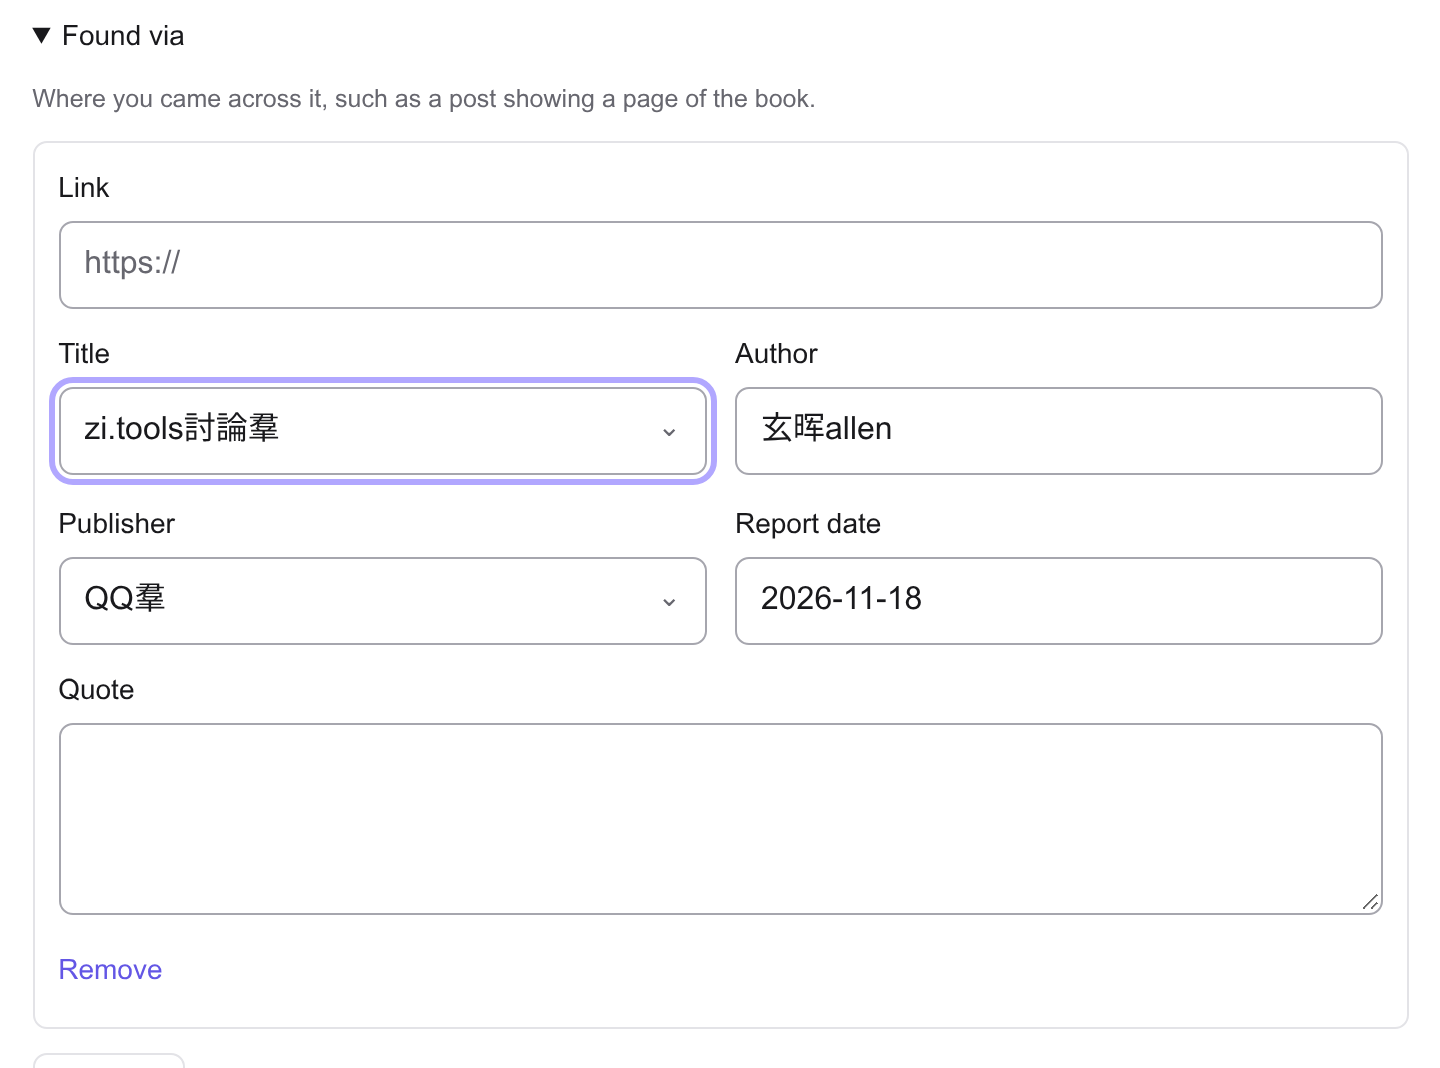 Found via
Where you came across it, such as a post showing a page of the book.
Link
https://
Title
Author
zi.tools討論羣
玄晖allen
Publisher
Report date
QQ羣
2026-11-18
Quote
Remove